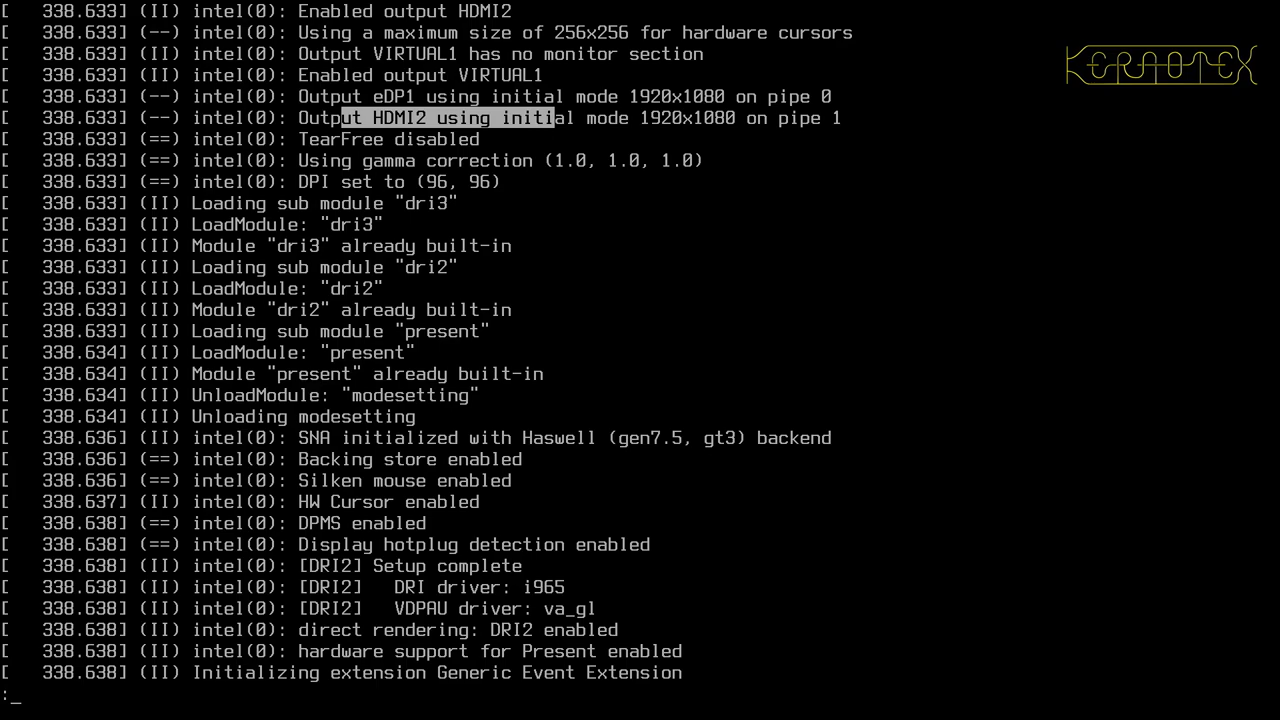 [   338.633] (II) intel(0): Enabled output HDMI2
[   338.633] (--) intel(0): Using a maximum size of 256x256 for hardware cursors
[   338.633] (II) intel(0): Output VIRTUAL1 has no monitor section
[   338.633] (II) intel(0): Enabled output VIRTUAL1
[   338.633] (--) intel(0): Output eDP1 using initial mode 1920x1080 on pipe 0
[   338.633] (--) intel(0): Output HDMI2 using initial mode 1920x1080 on pipe 1
[   338.633] (==) intel(0): TearFree disabled
[   338.633] (==) intel(0): Using gamma correction (1.0, 1.0, 1.0)
[   338.633] (==) intel(0): DPI set to (96, 96)
[   338.633] (II) Loading sub module "dri3"
[   338.633] (II) LoadModule: "dri3"
[   338.633] (II) Module "dri3" already built-in
[   338.633] (II) Loading sub module "dri2"
[   338.633] (II) LoadModule: "dri2"
[   338.633] (II) Module "dri2" already built-in
[   338.633] (II) Loading sub module "present"
[   338.634] (II) LoadModule: "present"
[   338.634] (II) Module "present" already built-in
[   338.634] (II) UnloadModule: "modesetting"
[   338.634] (II) Unloading modesetting
[   338.636] (II) intel(0): SNA initialized with Haswell (gen7.5, gt3) backend
[   338.636] (==) intel(0): Backing store enabled
[   338.636] (==) intel(0): Silken mouse enabled
[   338.637] (II) intel(0): HW Cursor enabled
[   338.638] (==) intel(0): DPMS enabled
[   338.638] (==) intel(0): Display hotplug detection enabled
[   338.638] (II) intel(0): [DRI2] Setup complete
[   338.638] (II) intel(0): [DRI2]   DRI driver: i965
[   338.638] (II) intel(0): [DRI2]   VDPAU driver: va_gl
[   338.638] (II) intel(0): direct rendering: DRI2 enabled
[   338.638] (II) intel(0): hardware support for Present enabled
[   338.638] (II) Initializing extension Generic Event Extension
:_
KERNOTEX